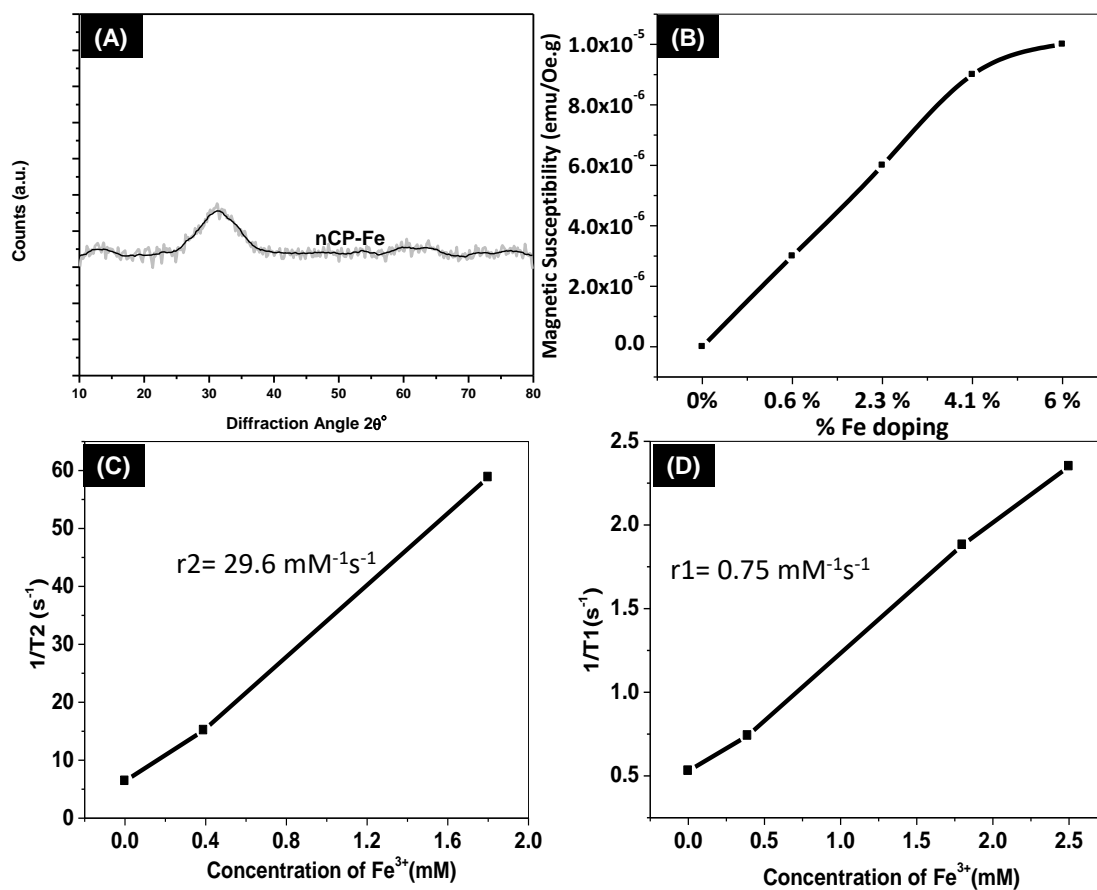 (A)
Counts (a.u.)
nCP-Fe
10 20 30 40 50 60 70 80
Diffraction Angle 2θ°
(B)
Magnetic Susceptibility (emu/Oe.g)
1.0x10⁻⁵
8.0x10⁻⁶
6.0x10⁻⁶
4.0x10⁻⁶
2.0x10⁻⁶
0.0
0% 0.6 % 2.3 % 4.1 % 6 %
% Fe doping
(C)
1/T2 (s⁻¹)
60
50
40
30
20
10
0
r2= 29.6 mM⁻¹s⁻¹
0.0 0.4 0.8 1.2 1.6 2.0
Concentration of Fe³⁺(mM)
(D)
1/T1(s⁻¹)
2.5
2.0
1.5
1.0
0.5
r1= 0.75 mM⁻¹s⁻¹
0.0 0.5 1.0 1.5 2.0 2.5
Concentration of Fe³⁺(mM)